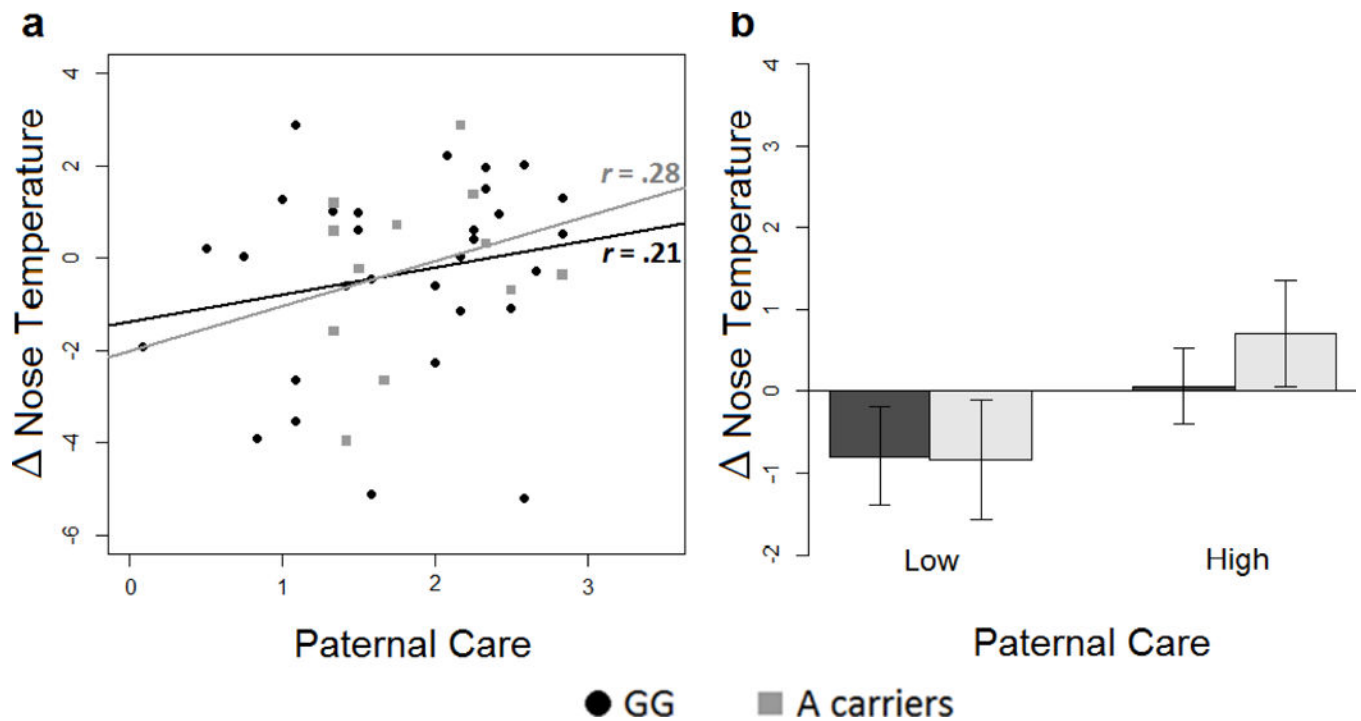 a
Δ Nose Temperature
4
2
0
-2
-4
-6
r = .28
r = .21
0 1 2 3
Paternal Care
b
Δ Nose Temperature
4
3
2
1
0
-1
-2
Low High
Paternal Care
GG A carriers